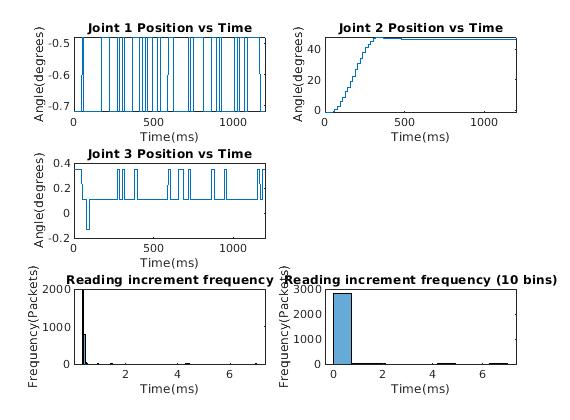 Joint 1 Position vs Time
Angle(degrees)
-0.5
-0.6
-0.7
0
500
1000
Time(ms)
Joint 2 Position vs Time
Angle(degrees)
40
20
0
0
500
1000
Time(ms)
Joint 3 Position vs Time
Angle(degrees)
0.4
0.2
0
-0.2
0
500
1000
Time(ms)
Reading increment frequency
Frequency(Packets)
2000
1000
0
2
4
6
Time(ms)
Reading increment frequency (10 bins)
Frequency(Packets)
3000
2000
1000
0
0
2
4
6
Time(ms)